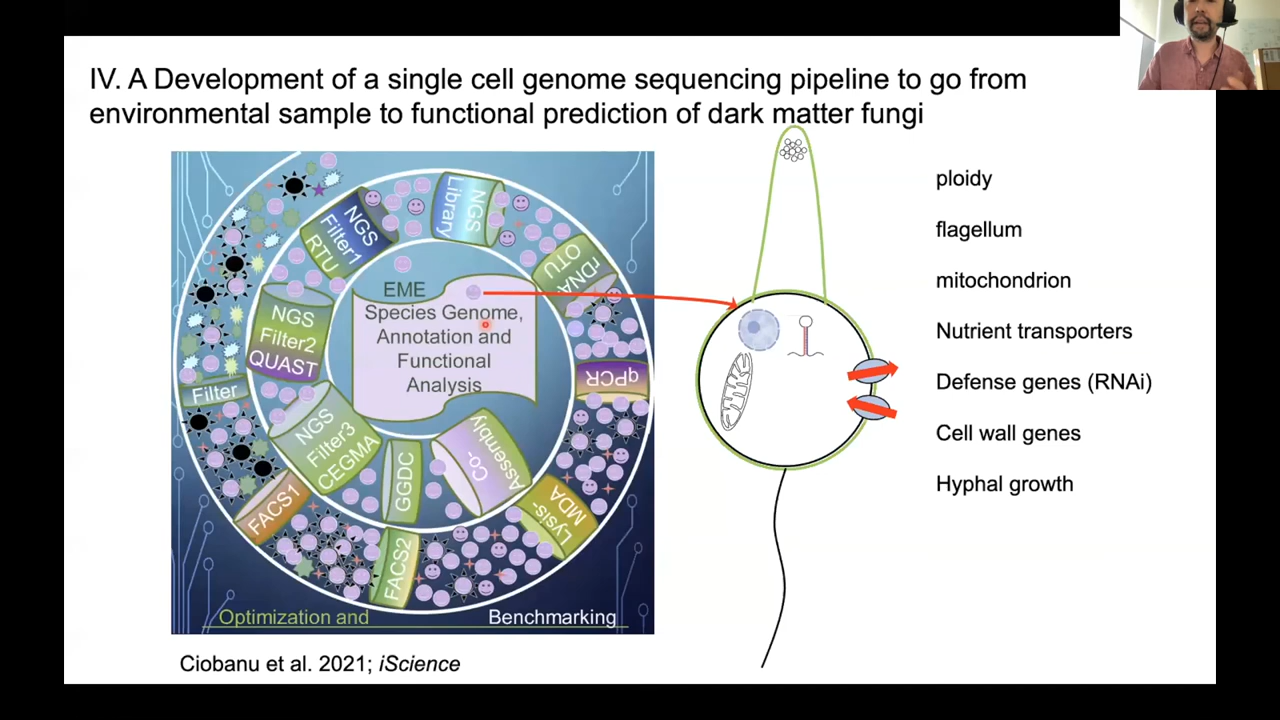 IV. A Development of a single cell genome sequencing pipeline to go from
environmental sample to functional prediction of dark matter fungi
Filter
FACS1
FACS2
Lysis-
MDA
qPCR
rDNA
OTU
NGS
Library
NGS
Filter1
RTU
NGS
Filter2
QUAST
NGS
Filter3
CEGMA
GGDC
Co-
Assembly
EME
Species Genome,
Annotation and
Functional
Analysis
Optimization and
Benchmarking
Ciobanu et al. 2021; iScience
ploidy
flagellum
mitochondrion
Nutrient transporters
Defense genes (RNAi)
Cell wall genes
Hyphal growth